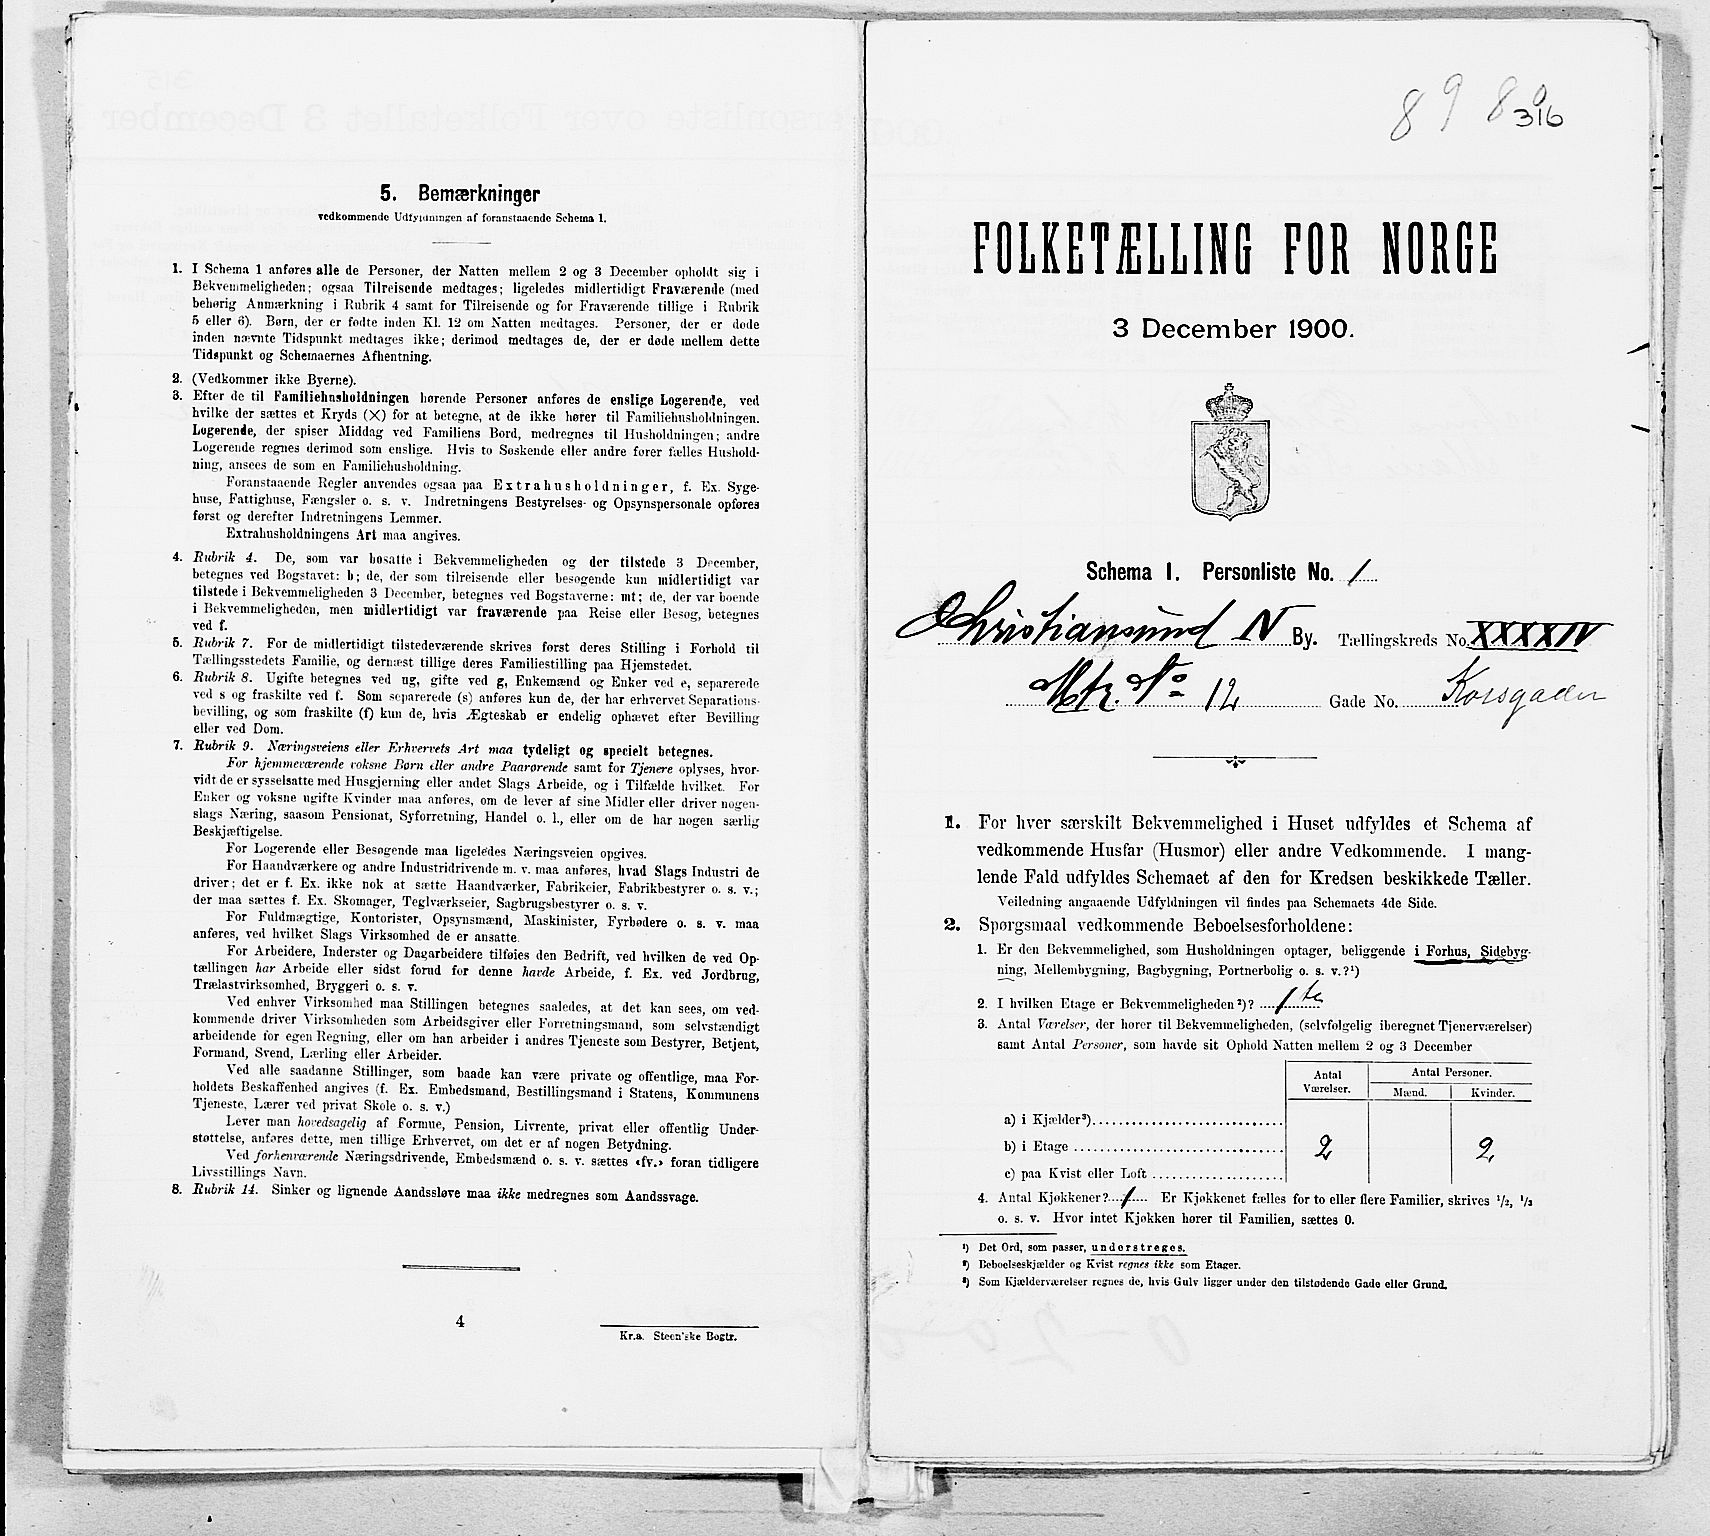 5. Bemærkninger
vedkommende Udfyldningen af foranstaaende Schema 1.
1. I Schema 1 anføres alle de Personer, der Natten mellem 2 og 3 December opholdt sig i
Bekvemmeligheden; ogsaa Tilreisende medtages; ligeledes midlertidigt Fraværende (med
behørig Anmærkning i Rubrik 4 samt for Tilreisende og for Fraværende tillige i Rubrik
5 eller 6). Børn, der er fødte inden Kl. 12 om Natten medtages. Personer, der er døde
inden nævnte Tidspunkt medtages ikke; derimod medtages de, der er døde mellem dette
Tidspunkt og Schemaernes Afhentning.
2. (Vedkommer ikke Byerne).
3. Efter de til Familiehusholdningen hørende Personer anføres de enslige Logerende, ved
hvilke der sættes et Kryds (×) for at betegne, at de ikke hører til Familiehusholdningen.
Logerende, der spiser Middag ved Familiens Bord, medregnes til Husholdningen; andre
Logerende regnes derimod som enslige. Hvis to Søskende eller andre fører fælles Hushold-
ning, ansees de som en Familiehusholdning.
Foranstaaende Regler anvendes ogsaa paa Extrahusholdninger, f. Ex. Syge-
huse, Fattighuse, Fængsler o. s. v. Indretningens Bestyrelses- og Opsynspersonale opføres
først og derefter Indretningens Lemmer.
Extrahusholdningens Art maa angives.
4. Rubrik 4. De, som var bosatte i Bekvemmeligheden og der tilstede 3 December,
betegnes ved Bogstavet: b; de, der som tilreisende eller besøgende kun midlertidigt var
tilstede i Bekvemmeligheden 3 December, betegnes ved Bogstaverne: mt; de, der var boende
i Bekvemmeligheden, men midlertidigt var fraværende paa Reise eller Besøg, betegnes
ved f.
5. Rubrik 7. For de midlertidigt tilstedeværende skrives først deres Stilling i Forhold til
Tællingsstedets Familie, og dernæst tillige deres Familiestilling paa Hjemstedet.
6. Rubrik 8. Ugifte betegnes ved ug, gifte ved g, Enkemænd og Enker ved e, separerede
ved s og fraskilte ved f. Som separerede (s) anføres kun de, der har erhvervet Separations-
bevilling, og som fraskilte (f) kun de, hvis Ægteskab er endelig ophævet efter Bevilling
eller ved Dom.
7. Rubrik 9. Næringsveiens eller Erhvervets Art maa tydeligt og specielt betegnes.
For hjemmeværende voksne Børn eller andre Paarørende samt for Tjenere oplyses, hvor-
vidt de er sysselsatte med Husgjerning eller andet Slags Arbeide, og i Tilfælde hvilket. For
Enker og voksne ugifte Kvinder maa anføres, om de lever af sine Midler eller driver nogen-
slags Næring, saasom Pensionat, Syforretning, Handel o. l., eller om de har nogen særlig
Beskjæftigelse.
For Logerende eller Besøgende maa ligeledes Næringsveien opgives.
For Haandværkere og andre Industridrivende m. v. maa anføres, hvad Slags Industri de
driver; det er f. Ex. ikke nok at sætte Haandværker, Fabrikeier, Fabrikbestyrer o. s. v.;
der maa sættes f. Ex. Skomager, Teglværkseier, Sagbrugsbestyrer o. s. v.
For Fuldmægtige, Kontorister, Opsynsmænd, Maskinister, Fyrbødere o. s. v. maa
anføres, ved hvilket Slags Virksomhed de er ansatte.
For Arbeidere, Inderster og Dagarbeidere tilføies den Bedrift, ved hvilken de ved Op-
tællingen har Arbeide eller sidst forud for denne havde Arbeide, f. Ex. ved Jordbrug,
Trælastvirksomhed, Bryggeri o. s. v.
Ved enhver Virksomhed maa Stillingen betegnes saaledes, at det kan sees, om ved-
kommende driver Virksomheden som Arbeidsgiver eller Forretningsmand, som selvstændigt
arbeidende for egen Regning, eller om han arbeider i andres Tjeneste som Bestyrer, Betjent,
Formand, Svend, Lærling eller Arbeider.
Ved alle saadanne Stillinger, som baade kan være private og offentlige, maa For-
holdets Beskaffenhed angives (f. Ex. Embedsmand, Bestillingsmand i Statens, Kommunens
Tjeneste, Lærer ved privat Skole o. s. v.)
Lever man hovedsagelig af Formue, Pension, Livrente, privat eller offentlig Under-
støttelse, anføres dette, men tillige Erhvervet, om det er af nogen Betydning.
Ved forhenværende Næringsdrivende, Embedsmænd o. s. v. sættes «fv.» foran tidligere
Livsstillings Navn.
8. Rubrik 14. Sinker og lignende Aandssløve maa ikke medregnes som Aandssvage.
4
Kr.a. Steen'ske Bogtr.
8 9 8
316
FOLKETÆLLING FOR NORGE
3 December 1900.
Schema I. Personliste No. 1
Christiansund N By. Tællingskreds No. XXXXIV
Mtr. No 12 Gade No. Korsgaden
1. For hver særskilt Bekvemmelighed i Huset udfyldes et Schema af
vedkommende Husfar (Husmor) eller andre Vedkommende. I mang-
lende Fald udfyldes Schemaet af den for Kredsen beskikkede Tæller.
Veiledning angaaende Udfyldningen vil findes paa Schemaets 4de Side.
2. Spørgsmaal vedkommende Beboelsesforholdene:
1. Er den Bekvemmelighed, som Husholdningen optager, beliggende i Forhus, Sidebyg-
ning, Mellembygning, Bagbygning, Portnerbolig o. s. v.?¹)
2. I hvilken Etage er Bekvemmeligheden²)? 1te
3. Antal Værelser, der hører til Bekvemmeligheden, (selvfølgelig iberegnet Tjenerværelser)
samt Antal Personer, som havde sit Ophold Natten mellem 2 og 3 December
Antal Værelser. Antal Personer.
Mænd. Kvinder.
a) i Kjælder³)
b) i Etage 2 2
c) paa Kvist eller Loft
4. Antal Kjøkkener? 1 Er Kjøkkenet fælles for to eller flere Familier, skrives ¹/₂, ¹/₃
o. s. v. Hvor intet Kjøkken hører til Familien, sættes 0.
¹) Det Ord, som passer, understreges.
²) Beboelseskjælder og Kvist regnes ikke som Etager.
³) Som Kjælderværelser regnes de, hvis Gulv ligger under den tilstødende Gade eller Grund.